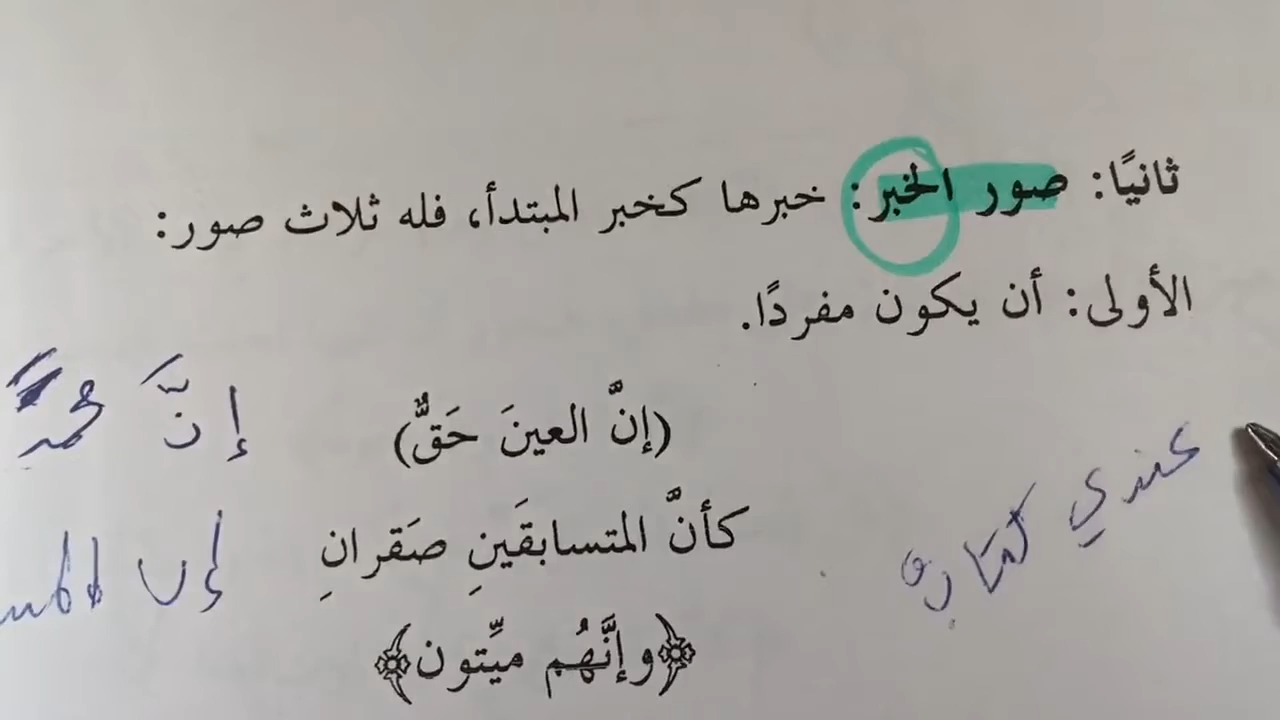 ثانيًا: صور الخبر: خبرها كخبر المبتدأ، فله ثلاث صور:
الأولى: أن يكون مفردًا.
(إنَّ العينَ حَقٌّ)
كأنَّ المتسابقَينِ صَقرانِ
﴿وإنَّهُم ميِّتون﴾
عندي كتابٌ
إنَّ محمدً
إن